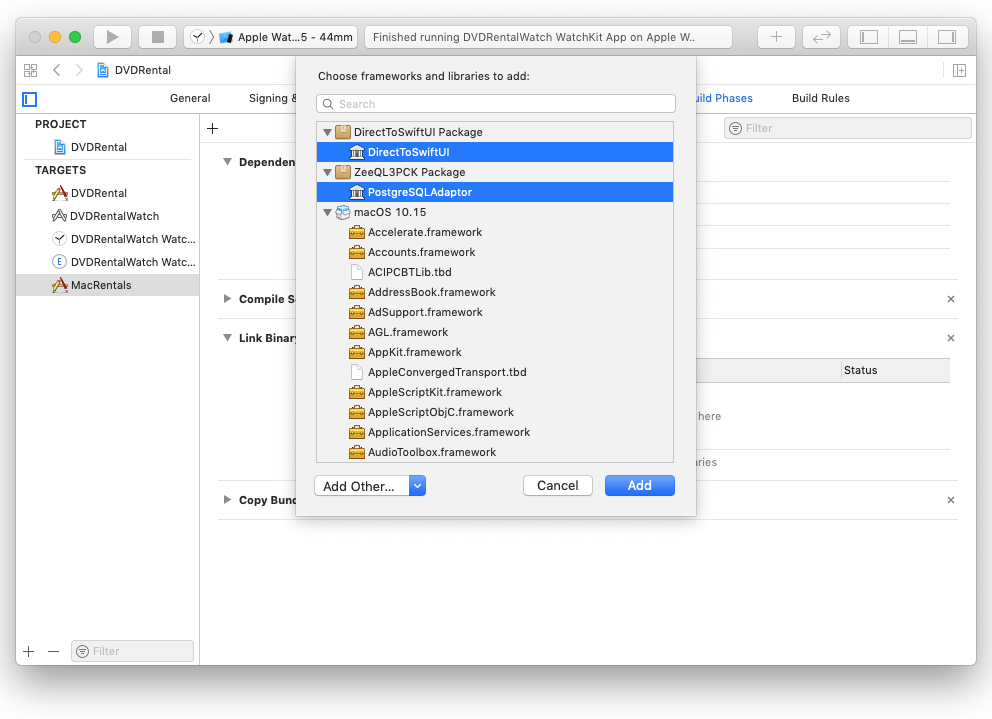 Apple Wat...5 - 44mm
Finished running DVDRentalWatch WatchKit App on Apple W..
DVDRental
General
Signing &
uild Phases
Build Rules
PROJECT
DVDRental
TARGETS
DVDRental
DVDRentalWatch
DVDRentalWatch Watc...
E DVDRentalWatch Watc...
MacRentals
Filter
Filter
Dependen
Compile S
Link Binary
Status
here
ries
Copy Bund
Choose frameworks and libraries to add:
Search
DirectToSwiftUI Package
DirectToSwiftUI
ZeeQL3PCK Package
PostgreSQLAdaptor
macOS 10.15
Accelerate.framework
Accounts.framework
ACIPCBTLib.tbd
AddressBook.framework
AdSupport.framework
AGL.framework
AppKit.framework
AppleConvergedTransport.tbd
AppleScriptKit.framework
AppleScriptObjC.framework
ApplicationServices.framework
AudioToolbox.framework
Add Other...
Cancel
Add